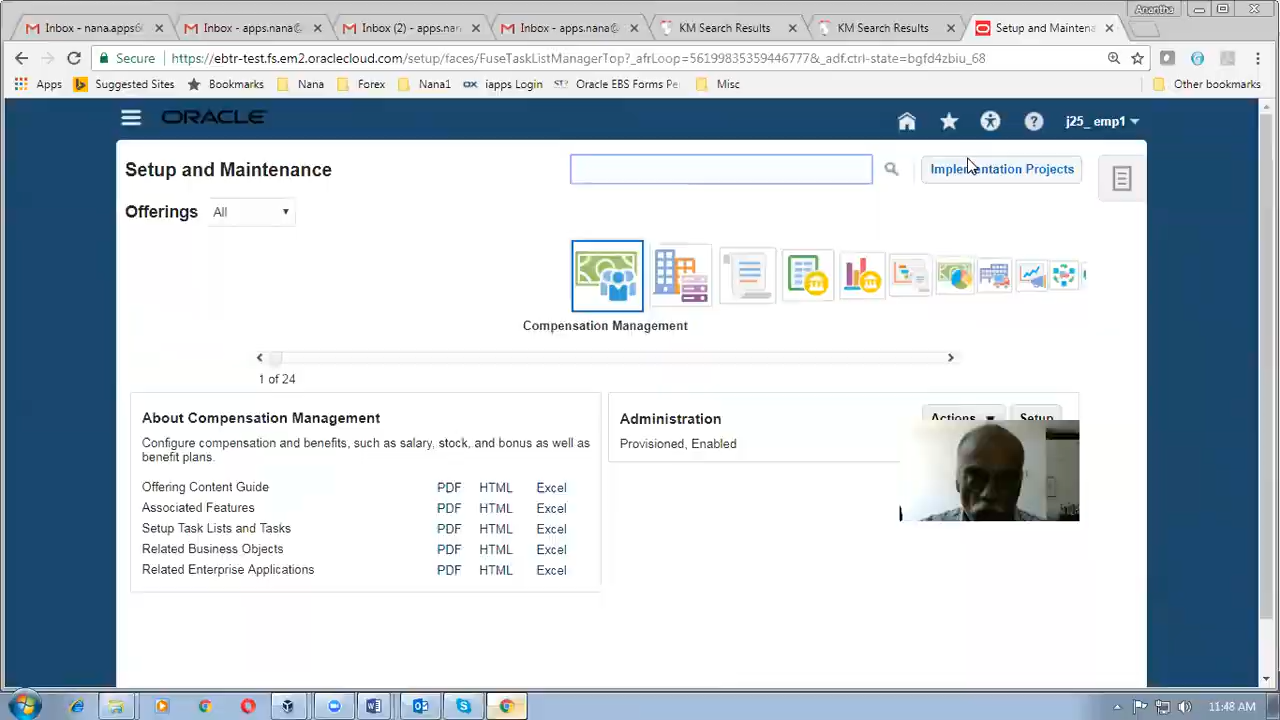 Anantha
Inbox - nana.apps6
Inbox - apps.nana@
Inbox (2) - apps.nan
Inbox - apps.nana@
KM Search Results
KM Search Results
Setup and Maintena
Secure
https://ebtr-test.fs.em2.oraclecloud.com/setup/faces/FuseTaskListManagerTop?_afrLoop=56199835359446777&_adf.ctrl-state=bgfd4zbiu_68
Apps
Suggested Sites
Bookmarks
Nana
Forex
Nana1
iapps Login
Oracle EBS Forms Pe
Misc
Other bookmarks
ORACLE
j25_ emp1
Setup and Maintenance
Implementation Projects
Offerings
All
Compensation Management
1 of 24
About Compensation Management
Configure compensation and benefits, such as salary, stock, and bonus as well as
benefit plans.
Offering Content Guide PDF HTML Excel
Associated Features PDF HTML Excel
Setup Task Lists and Tasks PDF HTML Excel
Related Business Objects PDF HTML Excel
Related Enterprise Applications PDF HTML Excel
Administration
Actions
Setup
Provisioned, Enabled
11:48 AM